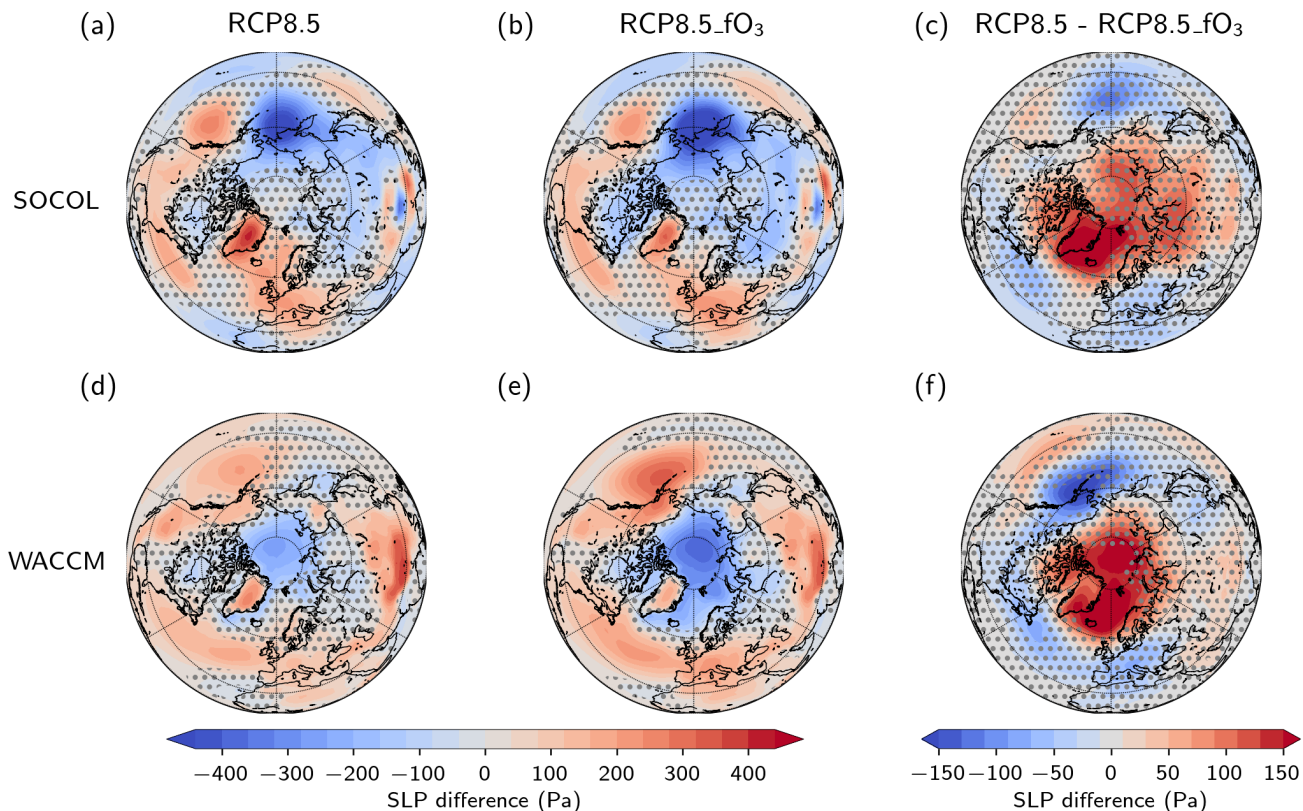 (a) RCP8.5 (b) RCP8.5_fO₃ (c) RCP8.5 - RCP8.5_fO₃
SOCOL
(d) (e) (f)
WACCM
−400 −300 −200 −100 0 100 200 300 400 −150 −100 −50 0 50 100 150
SLP difference (Pa) SLP difference (Pa)